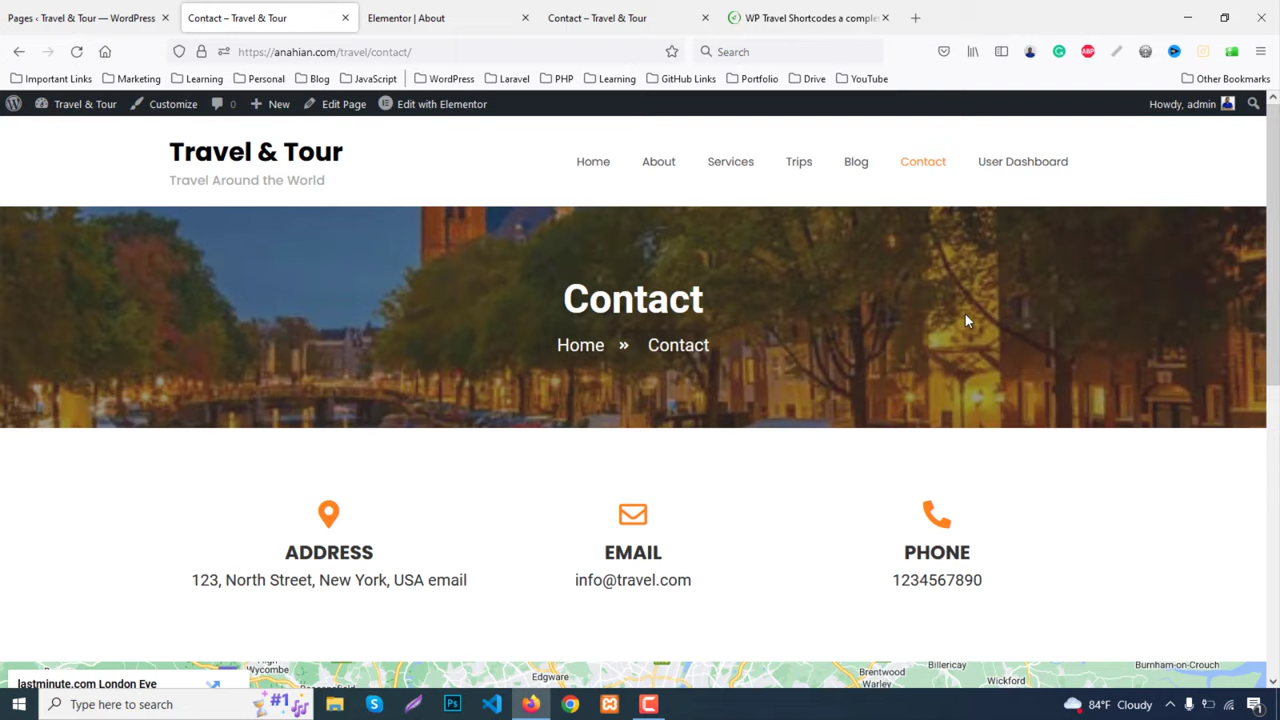 Pages ‹ Travel & Tour — WordPress
Contact – Travel & Tour
Elementor | About
Contact – Travel & Tour
WP Travel Shortcodes a comple
https://anahian.com/travel/contact/
Search
Important Links
Marketing
Learning
Personal
Blog
JavaScript
WordPress
Laravel
PHP
Learning
GitHub Links
Portfolio
Drive
YouTube
Other Bookmarks
Travel & Tour
Customize
0
New
Edit Page
Edit with Elementor
Howdy, admin
Travel & Tour
Travel Around the World
Home
About
Services
Trips
Blog
Contact
User Dashboard
Contact
Home » Contact
ADDRESS
123, North Street, New York, USA email
EMAIL
info@travel.com
PHONE
1234567890
lastminute.com London Eye
Wycombe
Edgware
Brentwood
Warley
Billericay
Wickford
Burnham-on-Crouch
Type here to search
#1
Ps
84°F Cloudy